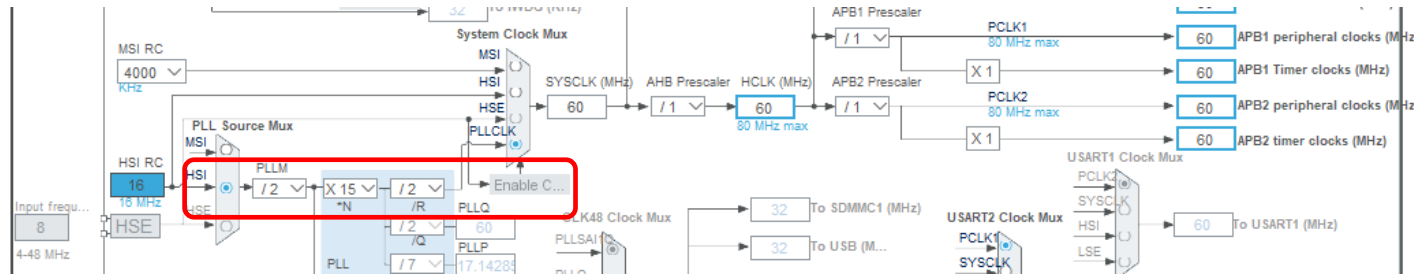 32
To IWDG (KHz)
System Clock Mux
MSI RC
4000
KHz
MSI
HSI
HSE
PLLCLK
SYSCLK (MHz)
60
AHB Prescaler
/ 1
HCLK (MHz)
60
80 MHz max
APB1 Prescaler
/ 1
PCLK1
80 MHz max
60
APB1 peripheral clocks (MHz
X 1
60
APB1 Timer clocks (MHz)
APB2 Prescaler
/ 1
PCLK2
80 MHz max
60
APB2 peripheral clocks (MHz
X 1
60
APB2 timer clocks (MHz)
PLL Source Mux
MSI
HSI
HSE
HSI RC
16
16 MHz
PLLM
/ 2
X 15
*N
/ 2
/R
Enable C...
Input frequ...
8
4-48 MHz
HSE
PLLQ
/ 2
60
/Q
PLLP
PLL
/ 7
17.14285
CLK48 Clock Mux
PLLSAI1Q
PLLQ
32
To SDMMC1 (MHz)
32
To USB (M...
USART2 Clock Mux
PCLK1
SYSCLK
USART1 Clock Mux
PCLK2
SYSCLK
HSI
LSE
60
To USART1 (MHz)